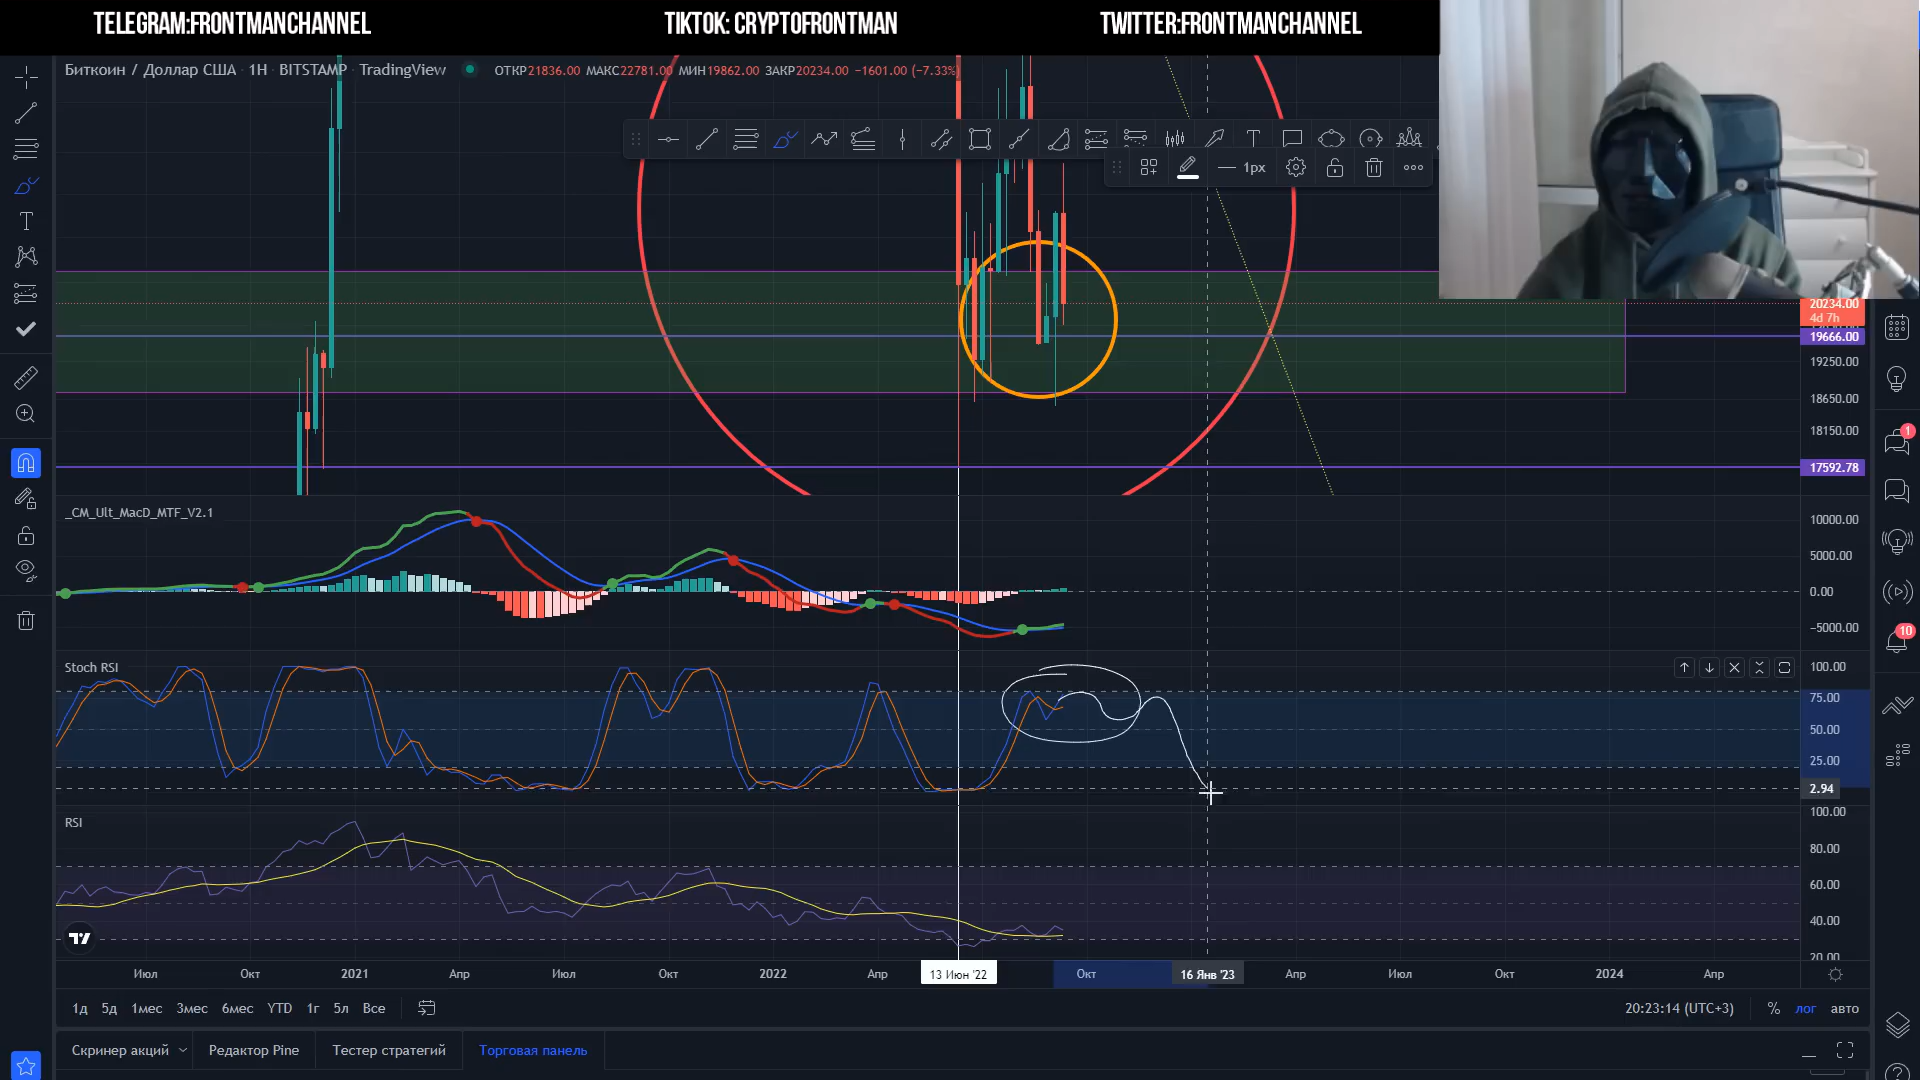 TELEGRAM:FRONTMANCHANNEL
TIKTOK: CRYPTOFRONTMAN
TWITTER:FRONTMANCHANNEL
Биткоин / Доллар США · 1Н · BITSTAMP · TradingView
ОТКР21836.00 МАКС22781.00 МИН19862.00 ЗАКР20234.00 −1601.00 (−7.33%)
1px
20234.00
4d 7h
19666.00
19250.00
18650.00
18150.00
17592.78
_CM_Ult_MacD_MTF_V2.1
10000.00
5000.00
0.00
−5000.00
Stoch RSI
100.00
75.00
50.00
25.00
2.94
RSI
100.00
80.00
60.00
40.00
20.00
Июл Окт 2021 Апр Июл Окт 2022 Апр 13 Июн '22 Окт 16 Янв '23 Апр Июл Окт 2024 Апр
1д 5д 1мес 3мес 6мес YTD 1г 5л Все
20:23:14 (UTC+3) % лог авто
Скринер акций Редактор Pine Тестер стратегий Торговая панель
1
10